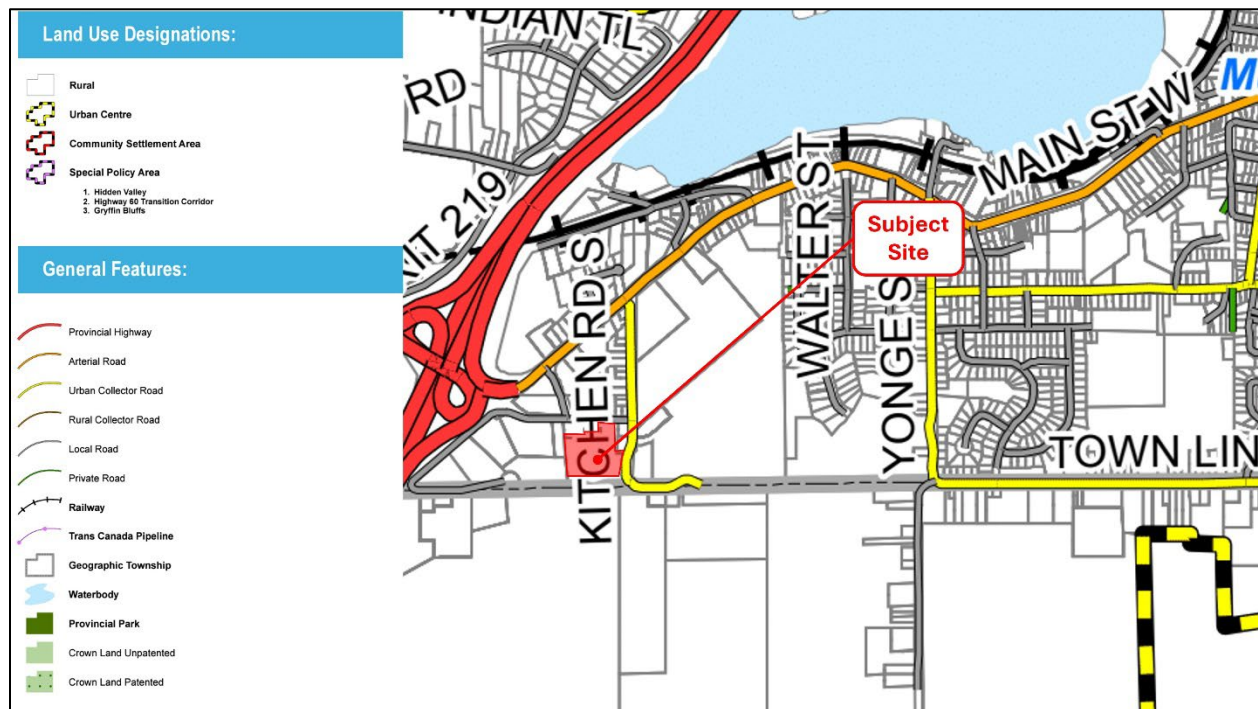 Land Use Designations:
Rural
Urban Centre
Community Settlement Area
Special Policy Area
1. Hidden Valley
2. Highway 60 Transition Corridor
3. Gryffin Bluffs
General Features:
Provincial Highway
Arterial Road
Urban Collector Road
Rural Collector Road
Local Road
Private Road
Railway
Trans Canada Pipeline
Geographic Township
Waterbody
Provincial Park
Crown Land Unpatented
Crown Land Patented
INDIAN TL
RD
M
MAIN ST W
WALTER ST
XIT 219
Subject
Site
KITCHEN RD S
YONGE S
TOWN LIN